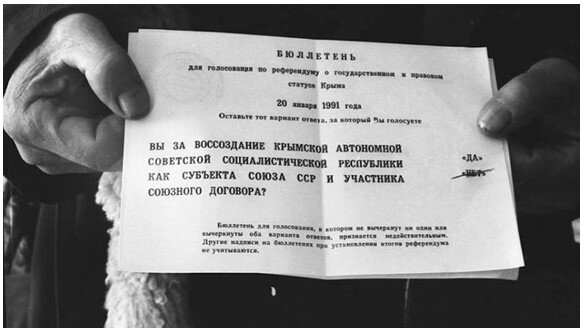 БЮЛЛЕТЕНЬ
для голосования по референдуму о государственном и правовом
статусе Крыма
20 января 1991 года
Оставьте тот вариант ответа, за который Вы голосуете
ВЫ ЗА ВОССОЗДАНИЕ КРЫМСКОЙ АВТОНОМНОЙ
СОВЕТСКОЙ СОЦИАЛИСТИЧЕСКОЙ РЕСПУБЛИКИ
КАК СУБЪЕКТА СОЮЗА ССР И УЧАСТНИКА
СОЮЗНОГО ДОГОВОРА?
«ДА»
«НЕТ»
Бюллетень для голосования, в котором не вычеркнут ни один или
вычеркнуты оба варианта ответов, признается недействительным.
Другие надписи на бюллетенях при установлении итогов референдума
не учитываются.